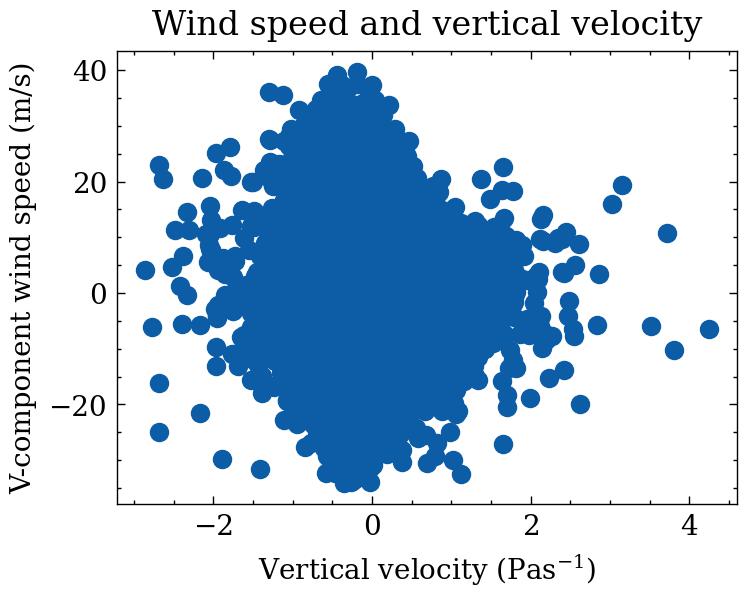 Wind speed and vertical velocity
V-component wind speed (m/s)
40
20
0
−20
−2
0
2
4
Vertical velocity (Pas⁻¹)